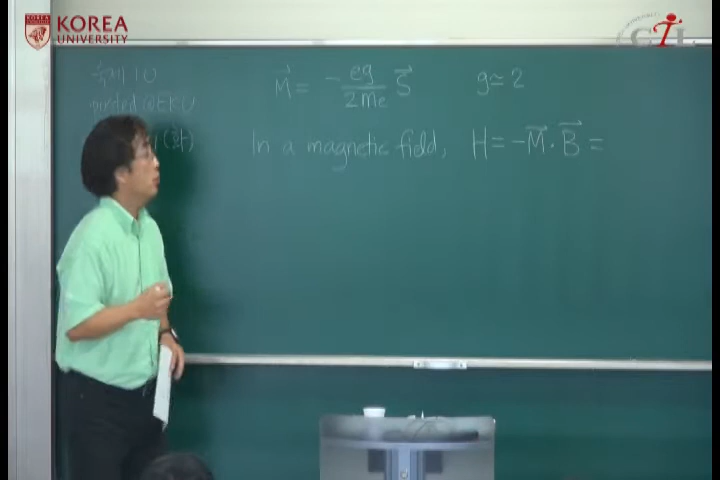 KOREA
UNIVERSITY
M⃗ = - eg/2mₑ S⃗ g ≃ 2
In a magnetic field, H = -M⃗ · B⃗ =